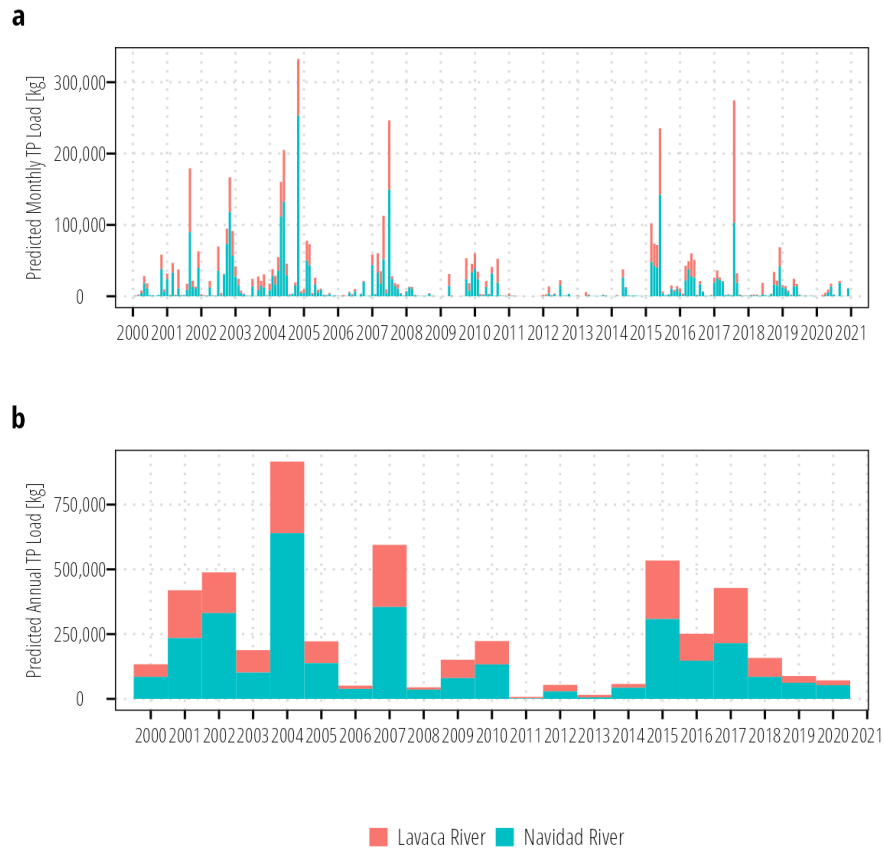 a
Predicted Monthly TP Load [kg]
300,000
200,000
100,000
0
2000 2001 2002 2003 2004 2005 2006 2007 2008 2009 2010 2011 2012 2013 2014 2015 2016 2017 2018 2019 2020 2021
b
Predicted Annual TP Load [kg]
750,000
500,000
250,000
0
2000 2001 2002 2003 2004 2005 2006 2007 2008 2009 2010 2011 2012 2013 2014 2015 2016 2017 2018 2019 2020 2021
Lavaca River Navidad River